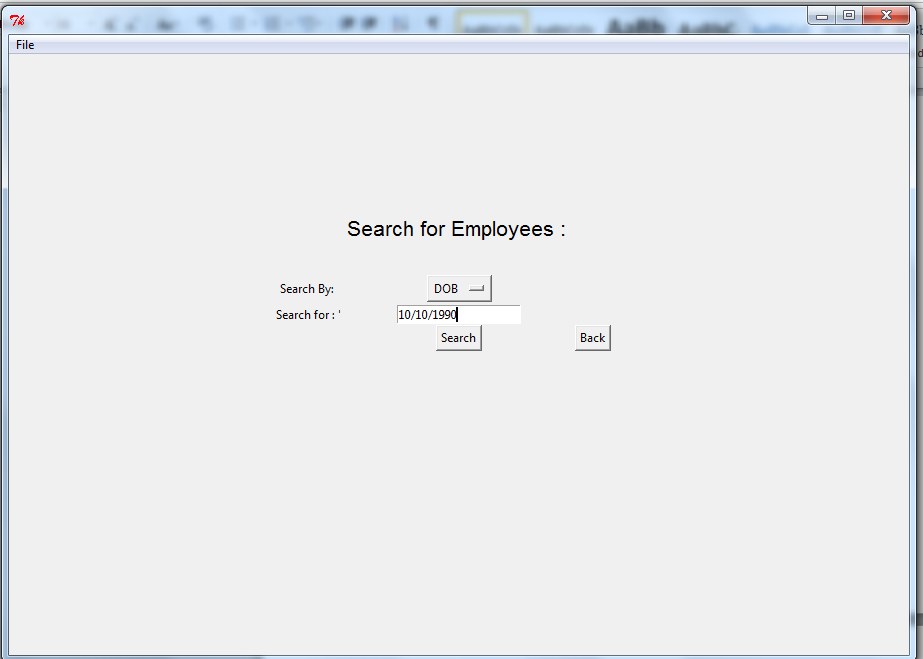 File
Search for Employees :
Search By: DOB
Search for : ' 10/10/1990
Search Back